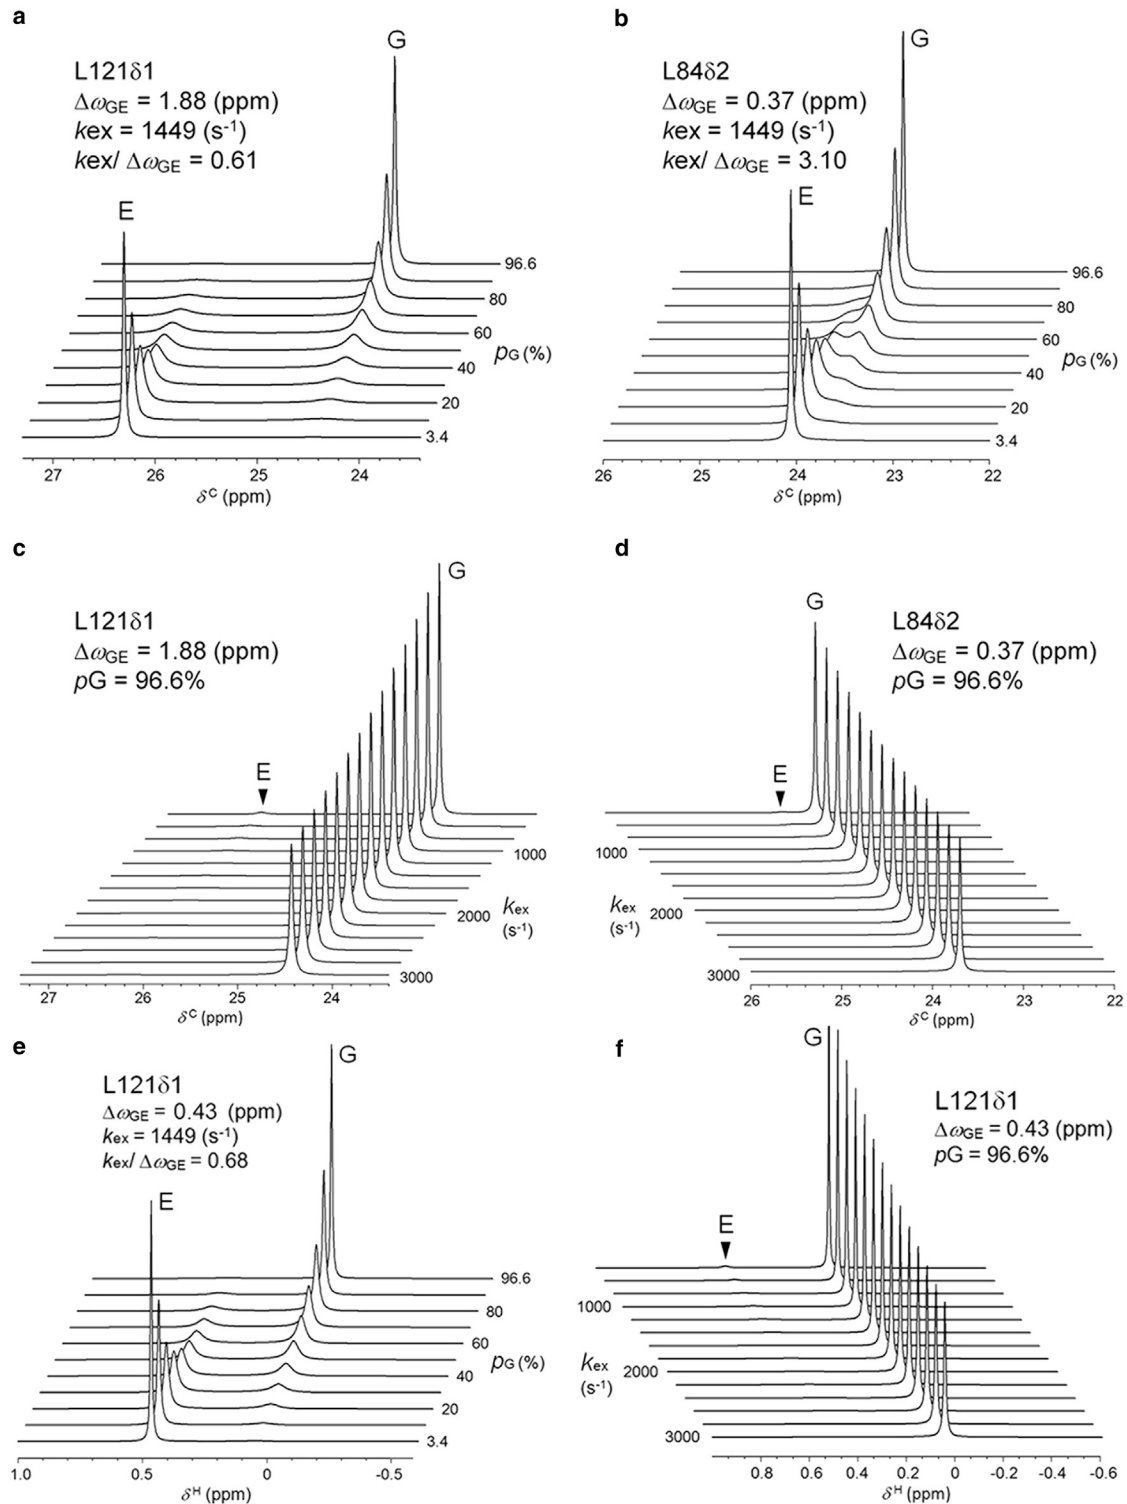 a
G
L121δ1
ΔωGE = 1.88 (ppm)
kex = 1449 (s-1)
kex/ ΔωGE = 0.61
E
96.6
80
60
pG (%)
40
20
3.4
27 26 25 24
δC (ppm)
b
G
L84δ2
ΔωGE = 0.37 (ppm)
kex = 1449 (s-1)
kex/ ΔωGE = 3.10
E
96.6
80
60
pG (%)
40
20
3.4
26 25 24 23 22
δC (ppm)
c
G
L121δ1
ΔωGE = 1.88 (ppm)
pG = 96.6%
E
1000
2000
kex
(s-1)
3000
27 26 25 24
δC (ppm)
d
G
L84δ2
ΔωGE = 0.37 (ppm)
pG = 96.6%
E
1000
kex 2000
(s-1)
3000
26 25 24 23 22
δC (ppm)
e
G
L121δ1
ΔωGE = 0.43 (ppm)
kex = 1449 (s-1)
kex/ ΔωGE = 0.68
E
96.6
80
60
pG (%)
40
20
3.4
1.0 0.5 0 -0.5
δH (ppm)
f
G
L121δ1
ΔωGE = 0.43 (ppm)
pG = 96.6%
E
1000
kex 2000
(s-1)
3000
0.8 0.6 0.4 0.2 0 -0.2 -0.4 -0.6
δH (ppm)